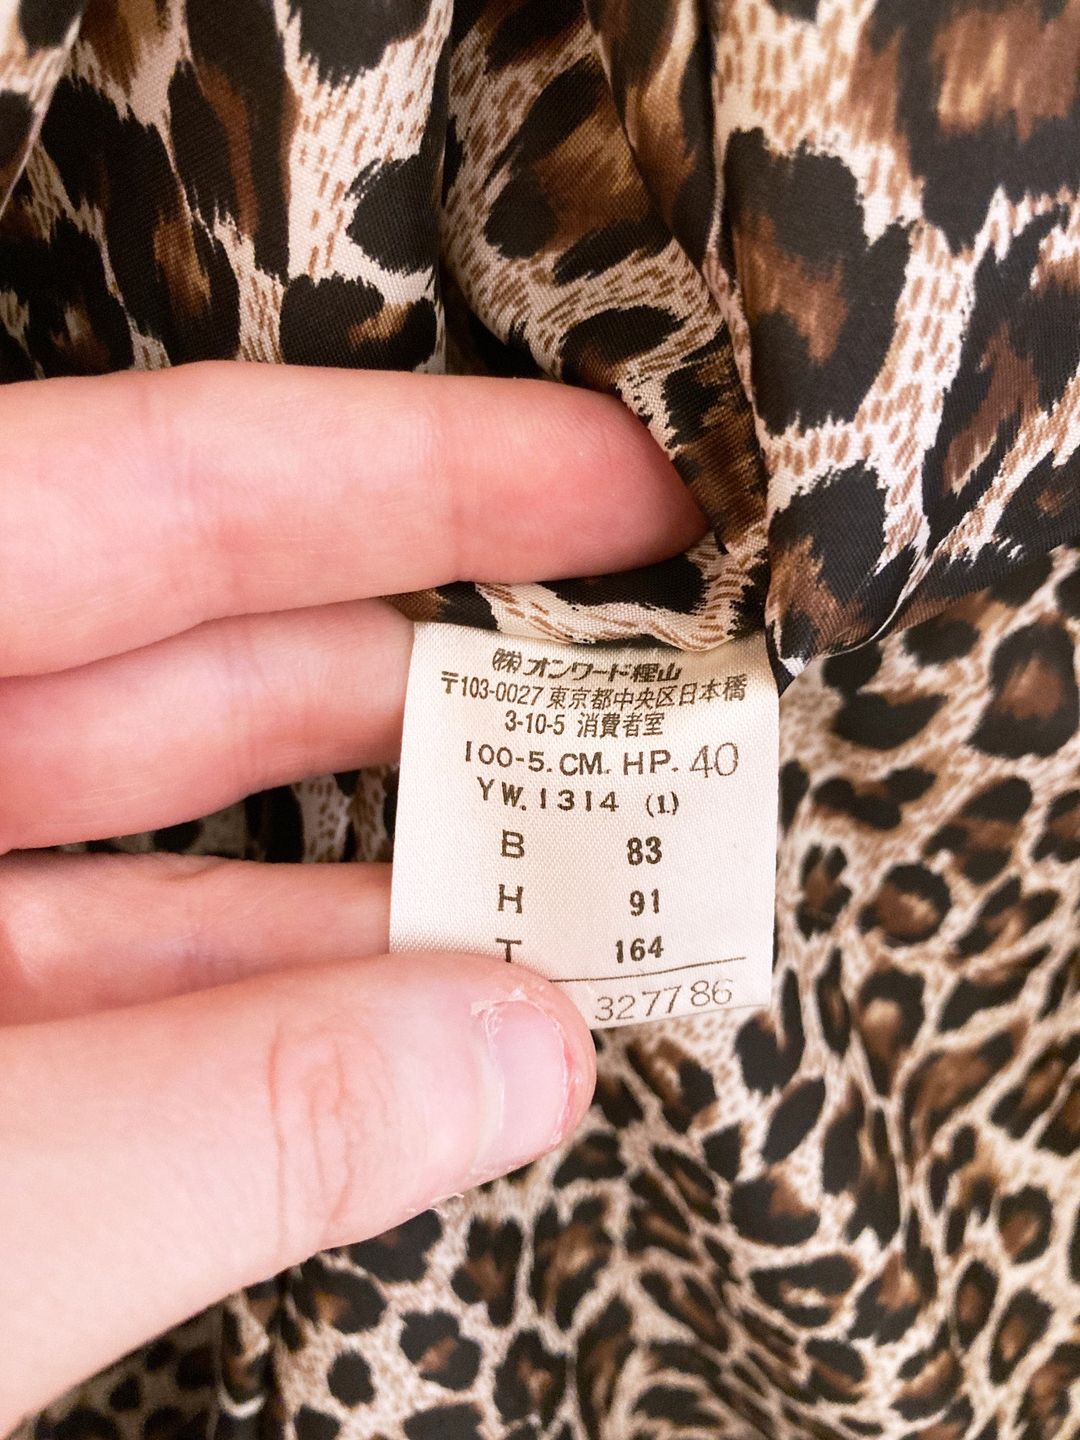 ㈱オンワード樫山
〒103-0027 東京都中央区日本橋
3-10-5 消費者室
100-5.CM. HP. 40
YW. 1314 (1.)
B 83
H 91
T 164
327786